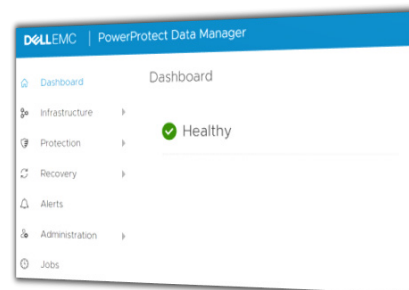 DELLEMC | PowerProtect Data Manager
Dashboard
Infrastructure
Protection
Recovery
Alerts
Administration
Jobs
Dashboard
Healthy